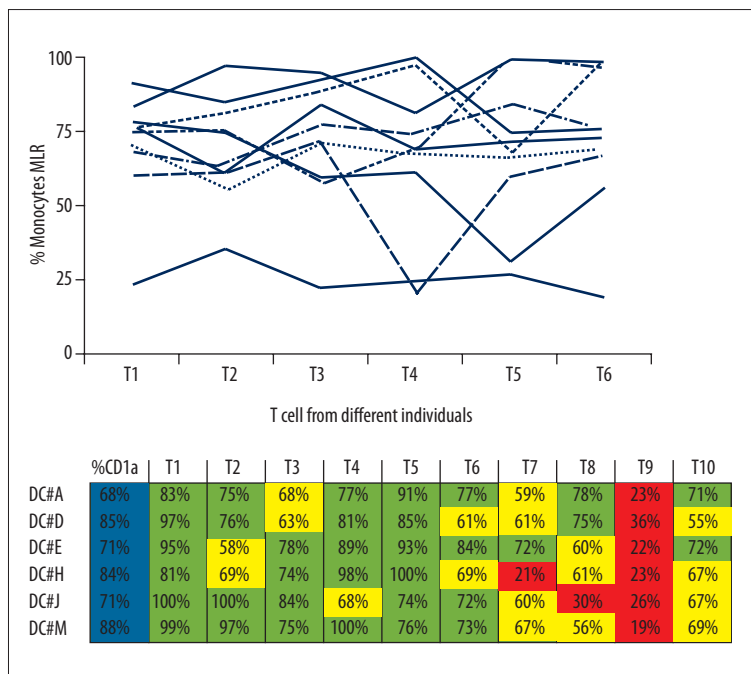 100
75
50
25
0
% Monocytes MLR
T1 T2 T3 T4 T5 T6
T cell from different individuals
%CD1a T1 T2 T3 T4 T5 T6 T7 T8 T9 T10
DC#A 68% 83% 75% 68% 77% 91% 77% 59% 78% 23% 71%
DC#D 85% 97% 76% 63% 81% 85% 61% 61% 75% 36% 55%
DC#E 71% 95% 58% 78% 89% 93% 84% 72% 60% 22% 72%
DC#H 84% 81% 69% 74% 98% 100% 69% 21% 61% 23% 67%
DC#J 71% 100% 100% 84% 68% 74% 72% 60% 30% 26% 67%
DC#M 88% 99% 97% 75% 100% 76% 73% 67% 56% 19% 69%